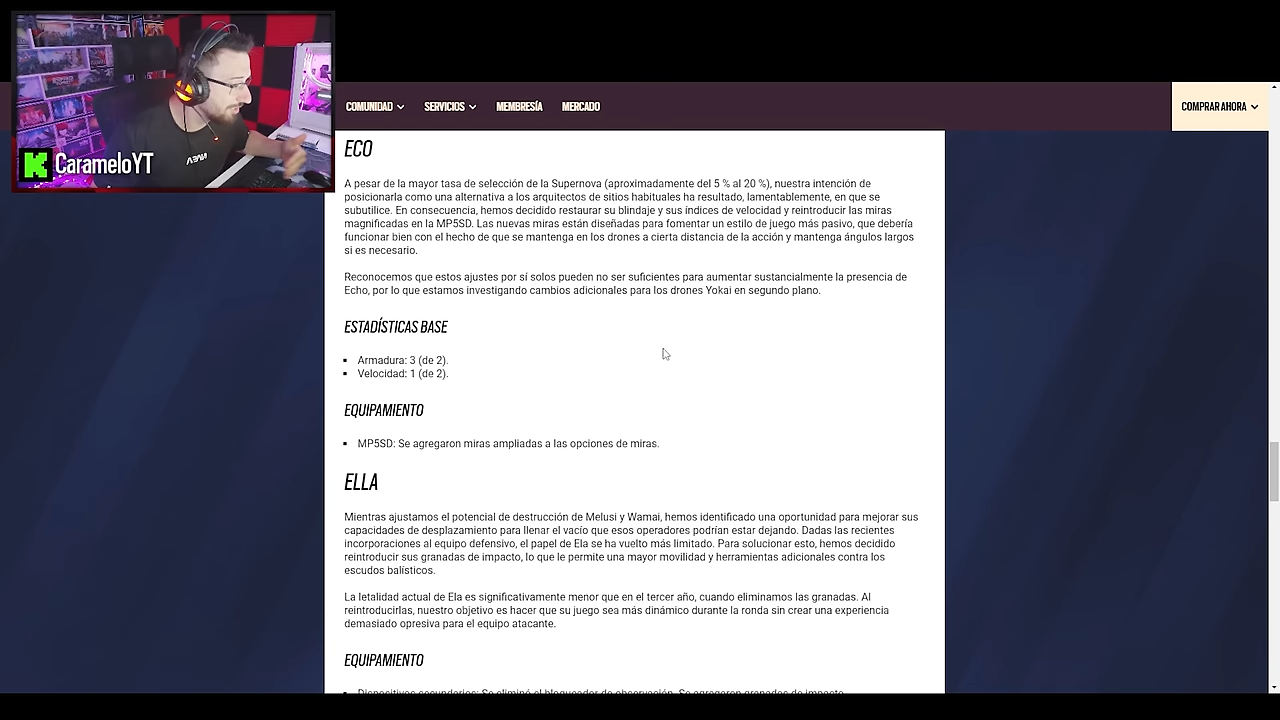 CarameloYT
COMUNIDAD
SERVICIOS
MEMBRESÍA
MERCADO
COMPRAR AHORA
ECO
A pesar de la mayor tasa de selección de la Supernova (aproximadamente del 5 % al 20 %), nuestra intención de
posicionarla como una alternativa a los arquitectos de sitios habituales ha resultado, lamentablemente, en que se
subutilice. En consecuencia, hemos decidido restaurar su blindaje y sus índices de velocidad y reintroducir las miras
magnificadas en la MP5SD. Las nuevas miras están diseñadas para fomentar un estilo de juego más pasivo, que debería
funcionar bien con el hecho de que se mantenga en los drones a cierta distancia de la acción y mantenga ángulos largos
si es necesario.
Reconocemos que estos ajustes por sí solos pueden no ser suficientes para aumentar sustancialmente la presencia de
Echo, por lo que estamos investigando cambios adicionales para los drones Yokai en segundo plano.
ESTADÍSTICAS BASE
▪ Armadura: 3 (de 2).
▪ Velocidad: 1 (de 2).
EQUIPAMIENTO
▪ MP5SD: Se agregaron miras ampliadas a las opciones de miras.
ELLA
Mientras ajustamos el potencial de destrucción de Melusi y Wamai, hemos identificado una oportunidad para mejorar sus
capacidades de desplazamiento para llenar el vacío que esos operadores podrían estar dejando. Dadas las recientes
incorporaciones al equipo defensivo, el papel de Ela se ha vuelto más limitado. Para solucionar esto, hemos decidido
reintroducir sus granadas de impacto, lo que le permite una mayor movilidad y herramientas adicionales contra los
escudos balísticos.
La letalidad actual de Ela es significativamente menor que en el tercer año, cuando eliminamos las granadas. Al
reintroducirlas, nuestro objetivo es hacer que su juego sea más dinámico durante la ronda sin crear una experiencia
demasiado opresiva para el equipo atacante.
EQUIPAMIENTO
▪ Dispositivos secundarios: Se eliminó el bloqueador de observación. Se agregaron granadas de impacto.